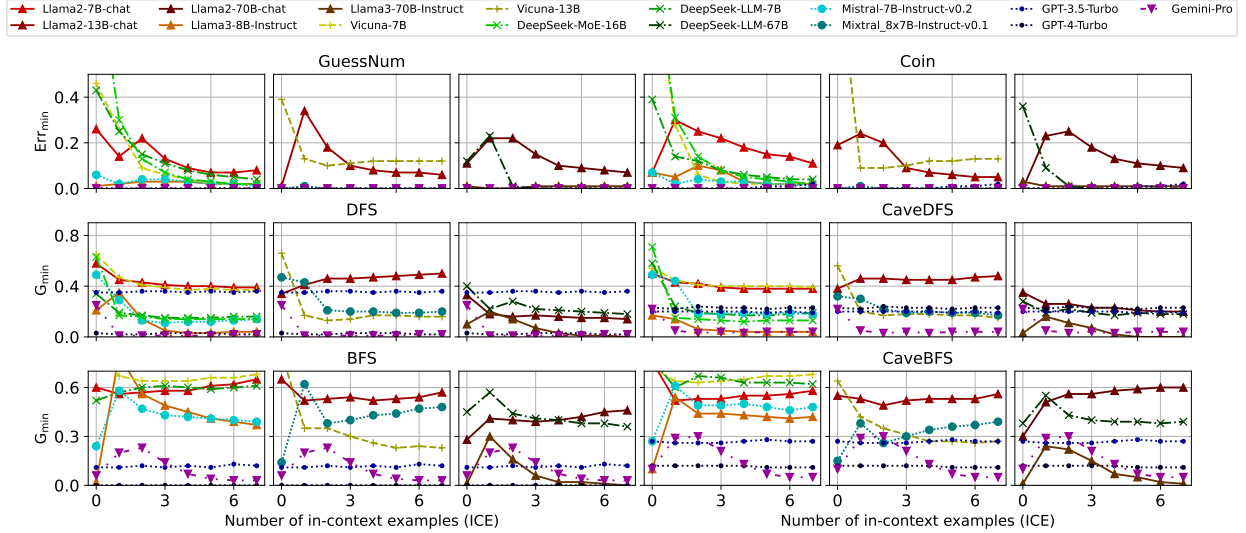 Llama2-7B-chat Llama2-70B-chat Llama3-70B-Instruct Vicuna-13B DeepSeek-LLM-7B Mistral-7B-Instruct-v0.2 GPT-3.5-Turbo Gemini-Pro
Llama2-13B-chat Llama3-8B-Instruct Vicuna-7B DeepSeek-MoE-16B DeepSeek-LLM-67B Mixtral_8x7B-Instruct-v0.1 GPT-4-Turbo
GuessNum Coin
0.4
0.2
0.0
Err_min
DFS CaveDFS
0.8
0.4
0.0
G_min
BFS CaveBFS
0.6
0.3
0.0
G_min
0 3 6 0 3 6 0 3 6 0 3 6 0 3 6 0 3 6
Number of in-context examples (ICE) Number of in-context examples (ICE)